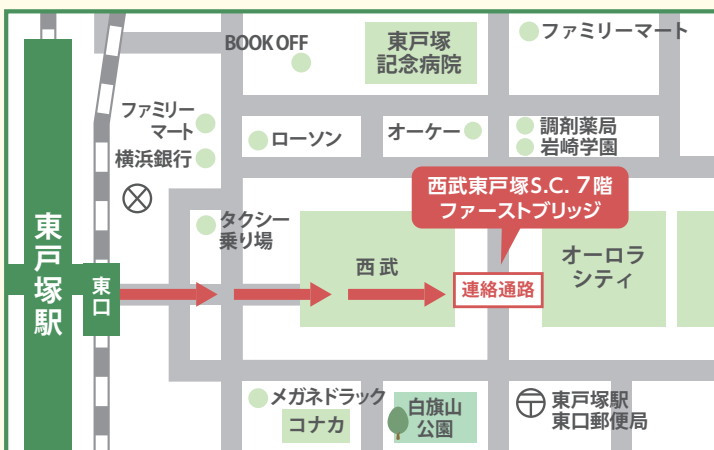 BOOK OFF
東戸塚
記念病院
ファミリーマート
ファミリー
マート
横浜銀行
ローソン
オーケー
調剤薬局
岩崎学園
西武東戸塚S.C. 7階
ファーストブリッジ
タクシー
乗り場
東戸塚駅
東口
西武
連絡通路
オーロラ
シティ
メガネドラック
コナカ
白旗山
公園
東戸塚駅
東口郵便局